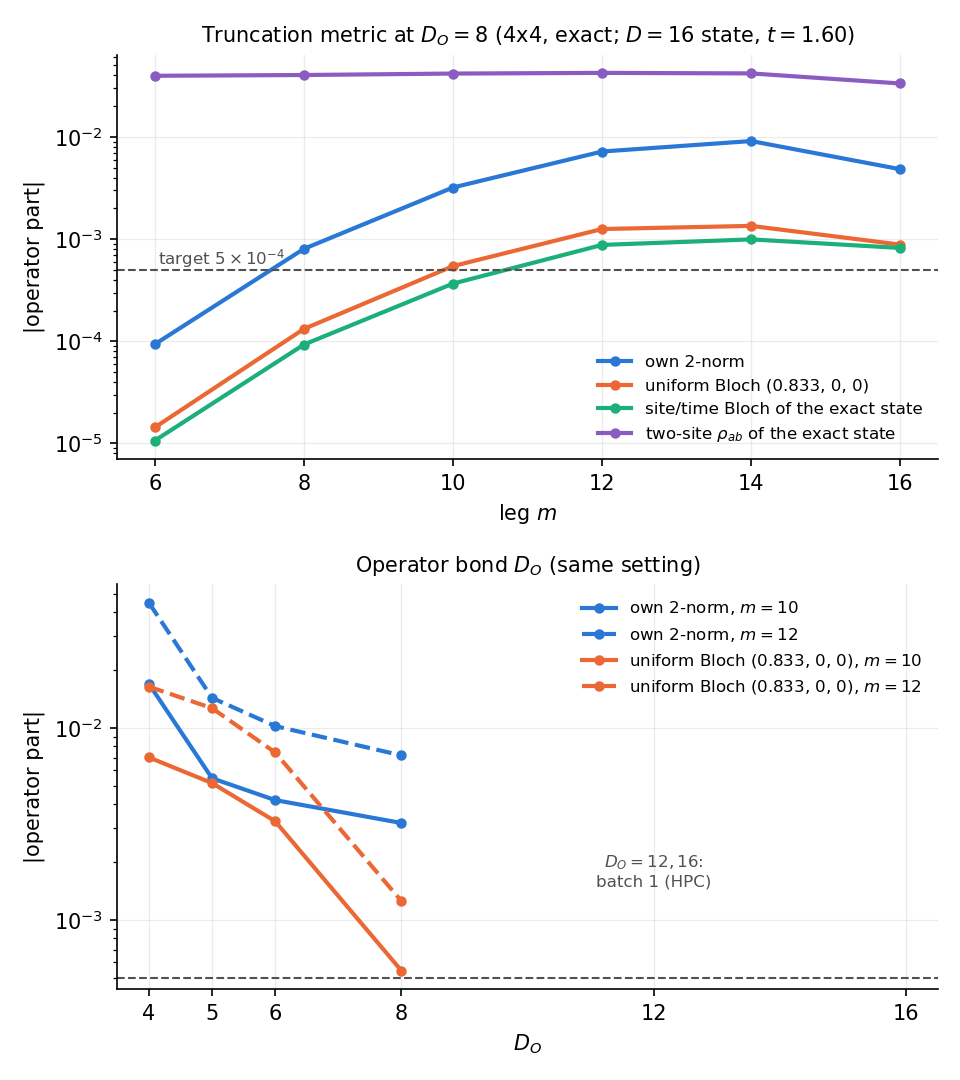 Truncation metric at $D_O = 8$ (4x4, exact; $D = 16$ state, $t = 1.60$)
|operator part|
10⁻²
10⁻³
10⁻⁴
10⁻⁵
target 5 × 10⁻⁴
own 2-norm
uniform Bloch (0.833, 0, 0)
site/time Bloch of the exact state
two-site $\rho_{ab}$ of the exact state
6 8 10 12 14 16
leg $m$
Operator bond $D_O$ (same setting)
|operator part|
10⁻²
10⁻³
own 2-norm, $m = 10$
own 2-norm, $m = 12$
uniform Bloch (0.833, 0, 0), $m = 10$
uniform Bloch (0.833, 0, 0), $m = 12$
$D_O = 12, 16$:
batch 1 (HPC)
4 5 6 8 12 16
$D_O$